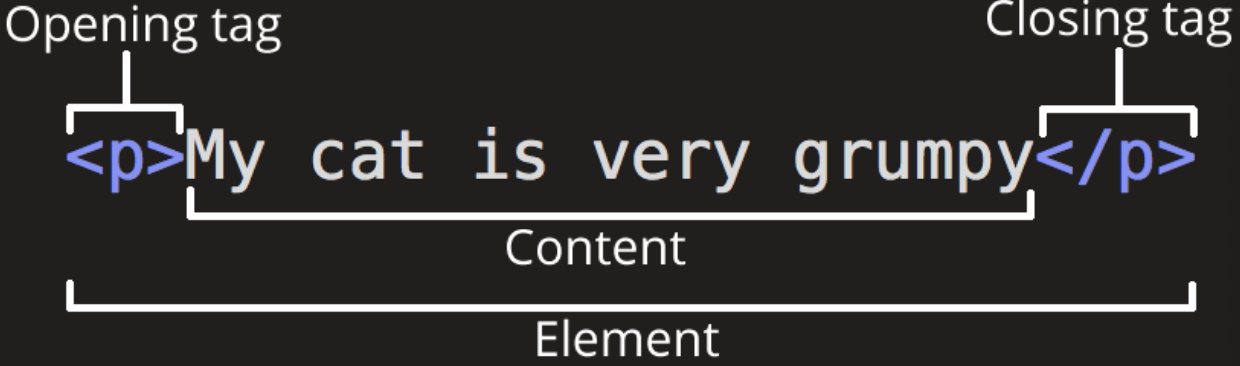 Opening tag Closing tag
<p>My cat is very grumpy</p>
Content
Element